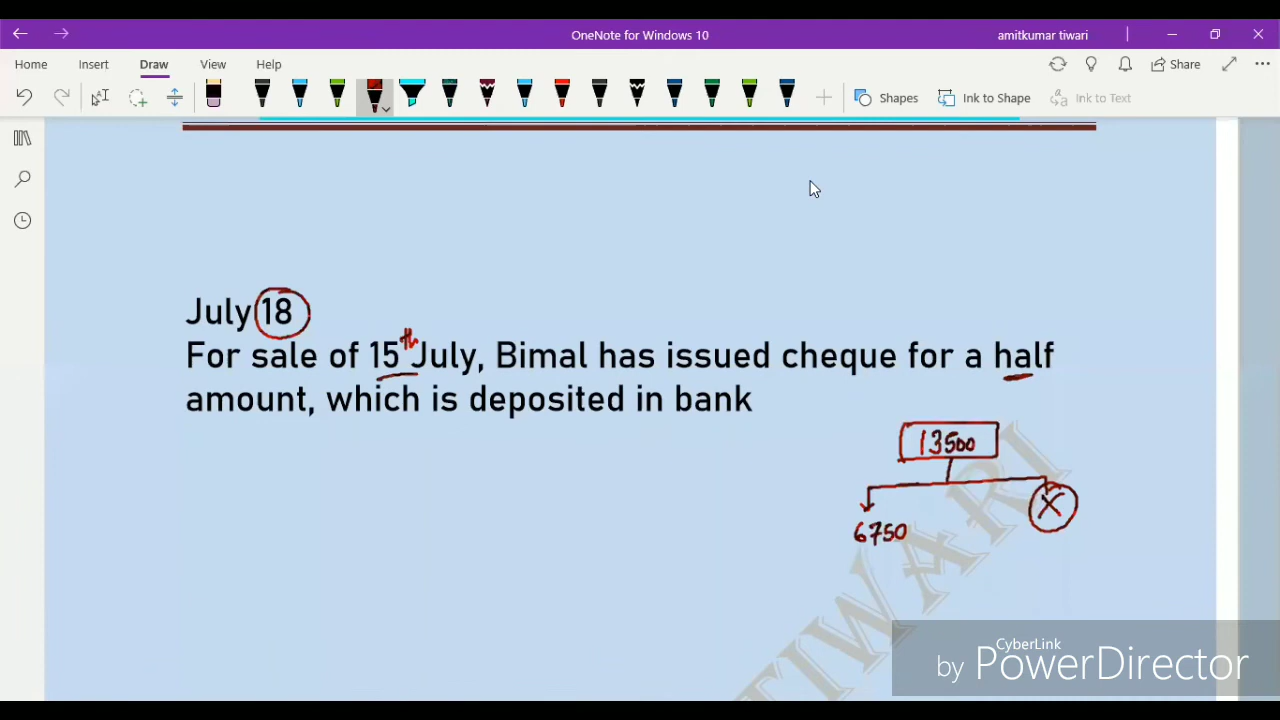 OneNote for Windows 10
amitkumar tiwari
Home Insert Draw View Help
Share
Shapes Ink to Shape Ink to Text
July 18
For sale of 15th July, Bimal has issued cheque for a half
amount, which is deposited in bank
13500
6750 X
TIWARI
CyberLink
by PowerDirector